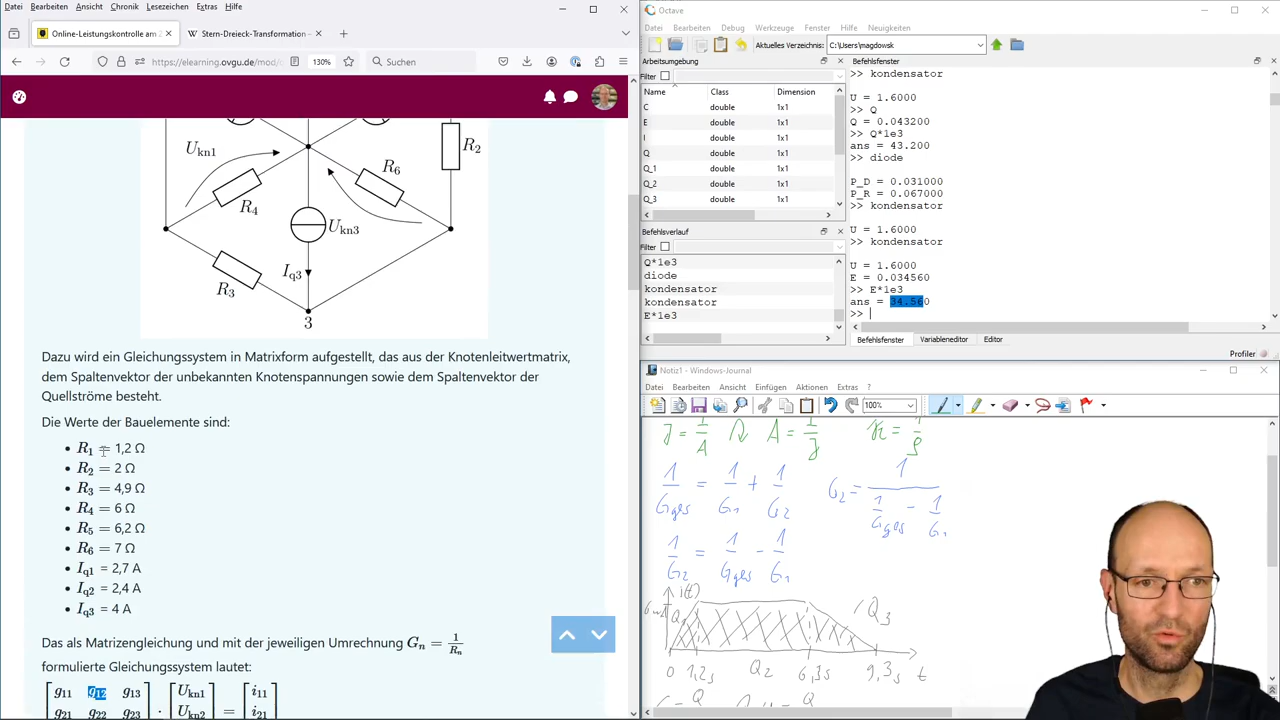 Datei Bearbeiten Ansicht Chronik Lesezeichen Extras Hilfe
Online-Leistungskontrolle am 2
Stern-Dreieck-Transformation –
https://elearning.ovgu.de/mod/
130%
Suchen
Ukn1
R2
R6
R4
Ukn3
R3
Iq3
3
Dazu wird ein Gleichungssystem in Matrixform aufgestellt, das aus der Knotenleitwertmatrix,
dem Spaltenvektor der unbekannten Knotenspannungen sowie dem Spaltenvektor der
Quellströme besteht.
Die Werte der Bauelemente sind:
R1 = 1,2 Ω
R2 = 2 Ω
R3 = 4,9 Ω
R4 = 6 Ω
R5 = 6,2 Ω
R6 = 7 Ω
Iq1 = 2,7 A
Iq2 = 2,4 A
Iq3 = 4 A
Das als Matrizengleichung und mit der jeweiligen Umrechnung Gn = 1/Rn
formulierte Gleichungssystem lautet:
g11 g12 g13 Ukn1 i11
g21 g22 g23 · Ukn2 = i21
Octave
Datei Bearbeiten Debug Werkzeuge Fenster Hilfe Neuigkeiten
Aktuelles Verzeichnis: C:\Users\magdowsk
Arbeitsumgebung
Filter
Name Class Dimension
C double 1x1
E double 1x1
I double 1x1
Q double 1x1
Q_1 double 1x1
Q_2 double 1x1
Q_3 double 1x1
Befehlsverlauf
Filter
Q*1e3
diode
kondensator
kondensator
E*1e3
Befehlsfenster
>> kondensator
U = 1.6000
>> Q
Q = 0.043200
>> Q*1e3
ans = 43.200
>> diode
P_D = 0.031000
P_R = 0.067000
>> kondensator
U = 1.6000
>> kondensator
U = 1.6000
E = 0.034560
>> E*1e3
ans = 34.560
>>
Befehlsfenster Variableneditor Editor
Profiler
Notiz1 - Windows-Journal
Datei Bearbeiten Ansicht Einfügen Aktionen Extras ?
100%
1/Gges = 1/G1 + 1/G2
G2 = 1/(1/Gges - 1/G1)
1/G2 = 1/Gges - 1/G1
i(t)
Q3
0 1,2s Q2 6,3s 9,3s t